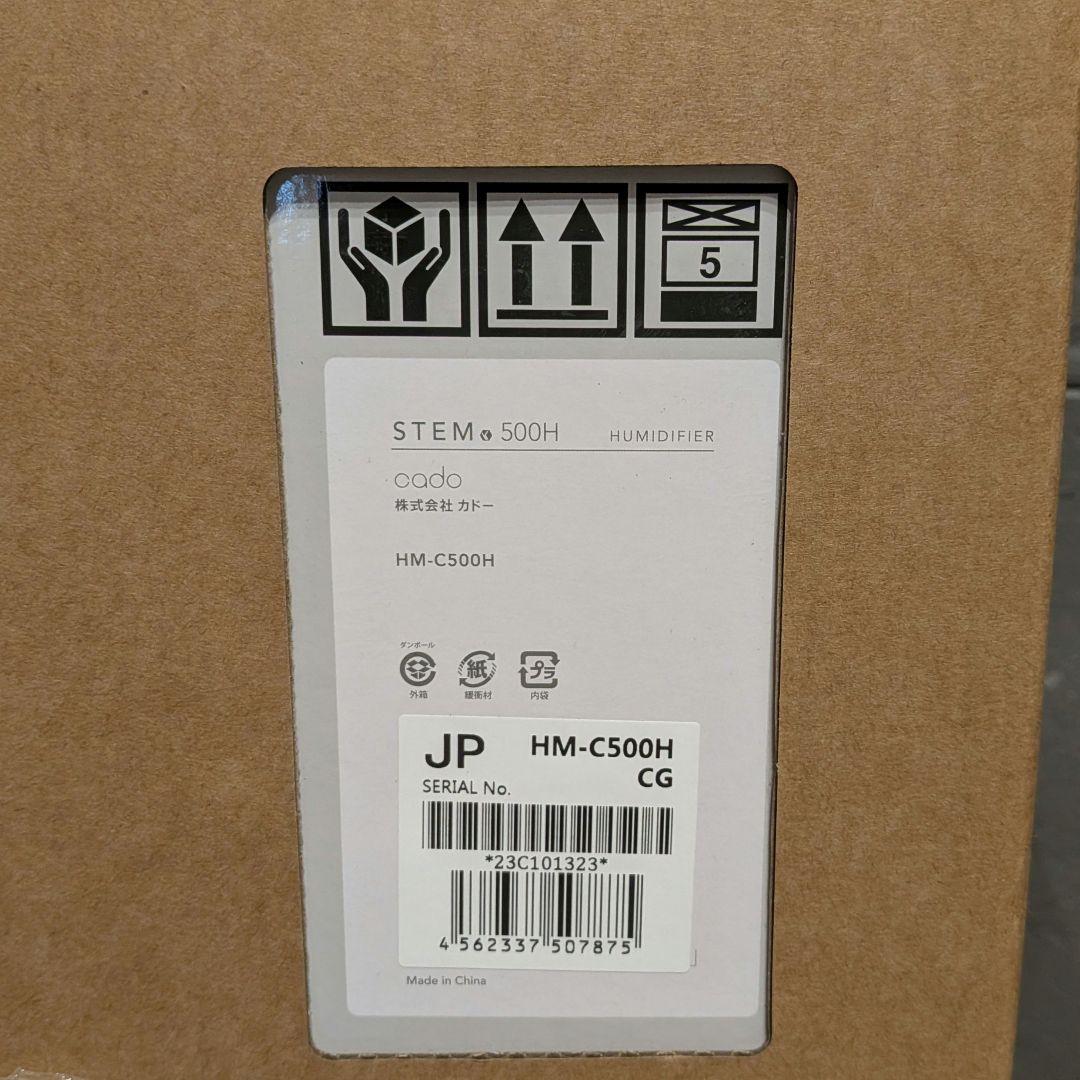 5
STEM 500H HUMIDIFIER
cado
株式会社 カドー
HM-C500H
ダンボール
外箱
紙
緩衝材
プラ
内袋
JP HM-C500H
CG
SERIAL No.
*23C101323*
4 562337 507875
Made in China